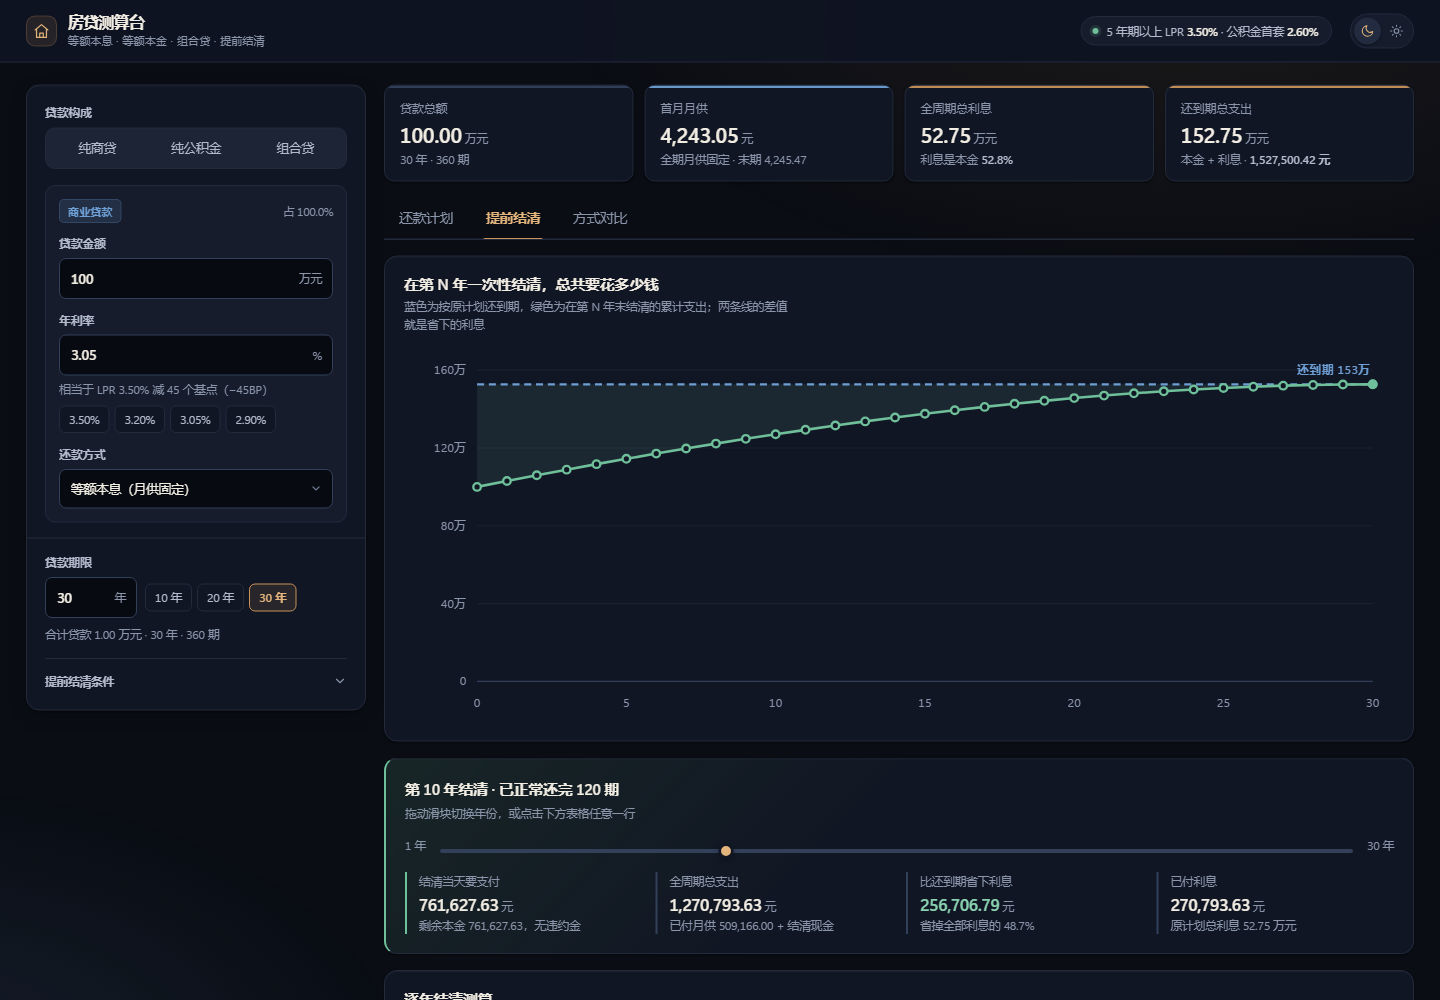 房贷测算台
等额本息 · 等额本金 · 组合贷 · 提前结清
5 年期以上 LPR 3.50% · 公积金首套 2.60%
贷款构成
纯商贷
纯公积金
组合贷
商业贷款
占 100.0%
贷款金额
100
万元
年利率
3.05
%
相当于 LPR 3.50% 减 45 个基点（−45BP）
3.50%
3.20%
3.05%
2.90%
还款方式
等额本息（月供固定）
贷款期限
30
年
10 年
20 年
30 年
合计贷款 1.00 万元 · 30 年 · 360 期
提前结清条件
贷款总额
100.00 万元
30 年 · 360 期
首月月供
4,243.05 元
全期月供固定 · 末期 4,245.47
全周期总利息
52.75 万元
利息是本金 52.8%
还到期总支出
152.75 万元
本金 + 利息 · 1,527,500.42 元
还款计划
提前结清
方式对比
在第 N 年一次性结清，总共要花多少钱
蓝色为按原计划还到期，绿色为在第 N 年末结清的累计支出；两条线的差值
就是省下的利息
160万
还到期 153万
120万
80万
40万
0
0
5
10
15
20
25
30
第 10 年结清 · 已正常还完 120 期
拖动滑块切换年份，或点击下方表格任意一行
1 年
30 年
结清当天要支付
761,627.63 元
剩余本金 761,627.63，无违约金
全周期总支出
1,270,793.63 元
已付月供 509,166.00 + 结清现金
比还到期省下利息
256,706.79 元
省掉全部利息的 48.7%
已付利息
270,793.63 元
原计划总利息 52.75 万元
逐年结清测算